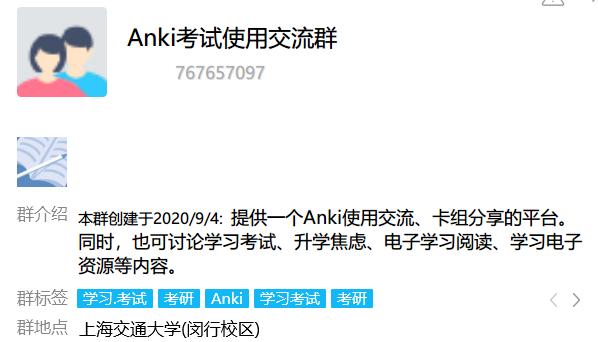 Anki考试使用交流群
767657097
群介绍 本群创建于2020/9/4: 提供一个Anki使用交流、卡组分享的平台。
同时，也可讨论学习考试、升学焦虑、电子学习阅读、学习电子
资源等内容。
群标签 学习.考试 考研 Anki 学习考试 考研
群地点 上海交通大学(闵行校区)